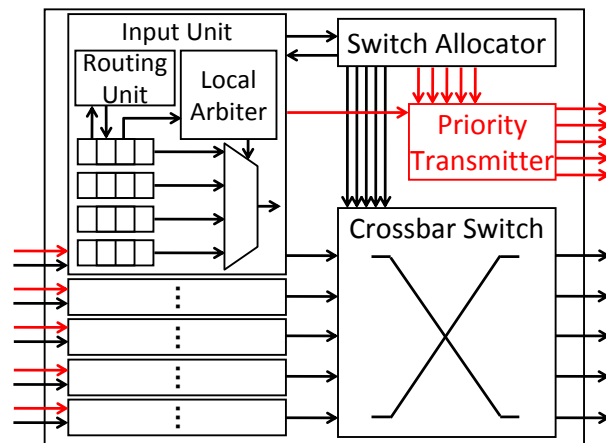 Input Unit
Routing
Unit
Local
Arbiter
Switch Allocator
Priority
Transmitter
Crossbar Switch